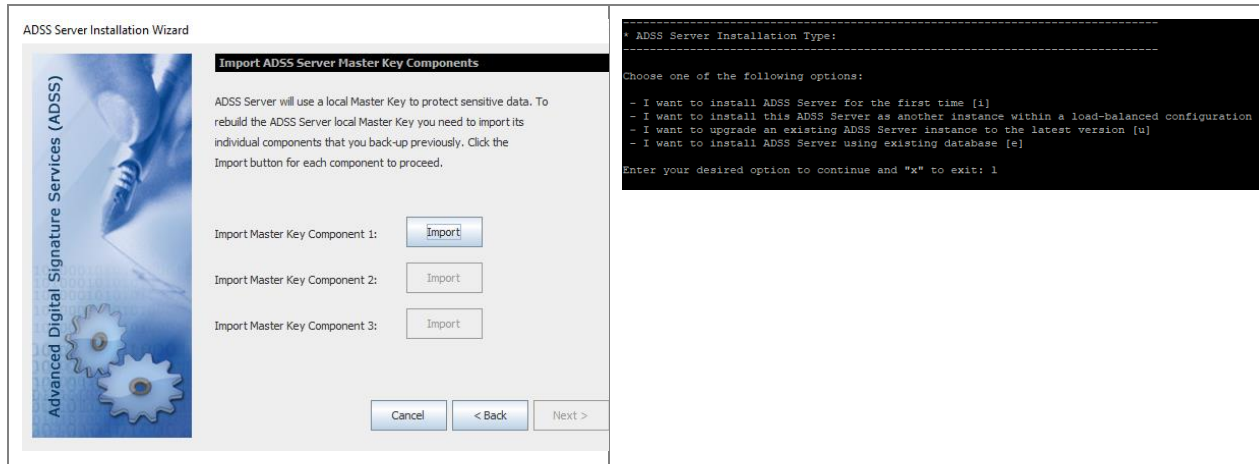 ADSS Server Installation Wizard
Advanced Digital Signature Services (ADSS)
Import ADSS Server Master Key Components
ADSS Server will use a local Master Key to protect sensitive data. To
rebuild the ADSS Server local Master Key you need to import its
individual components that you back-up previously. Click the
Import button for each component to proceed.
Import Master Key Component 1:
Import
Import Master Key Component 2:
Import
Import Master Key Component 3:
Import
Cancel
< Back
Next >
* ADSS Server Installation Type:
Choose one of the following options:
- I want to install ADSS Server for the first time [i]
- I want to install this ADSS Server as another instance within a load-balanced configuration
- I want to upgrade an existing ADSS Server instance to the latest version [u]
- I want to install ADSS Server using existing database [e]
Enter your desired option to continue and "x" to exit: l